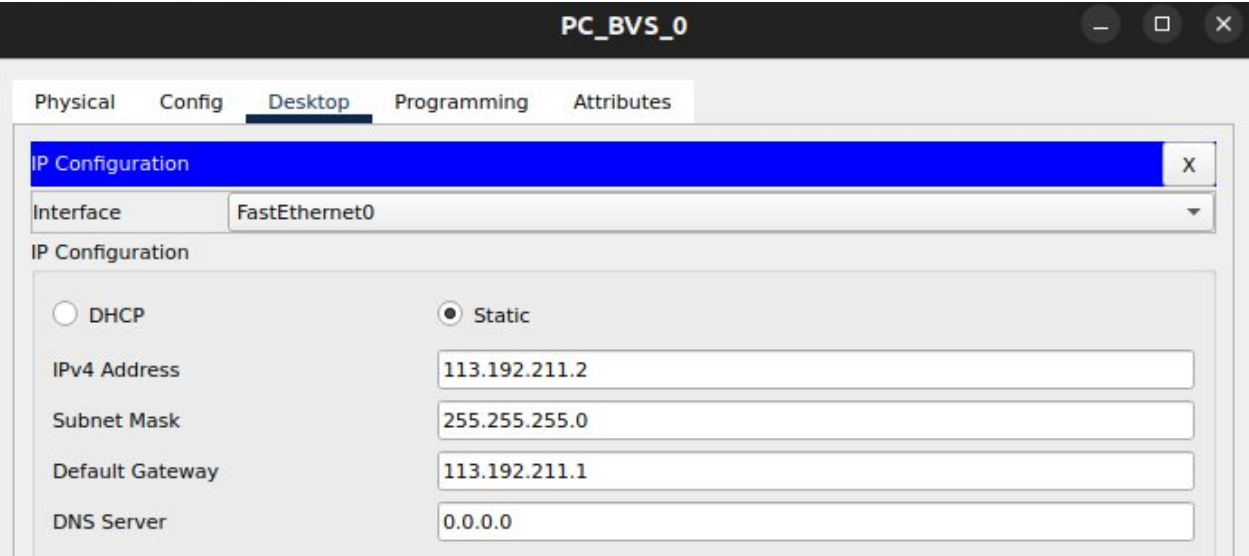 PC_BVS_0
Physical Config Desktop Programming Attributes
IP Configuration X
Interface FastEthernet0
IP Configuration
DHCP Static
IPv4 Address 113.192.211.2
Subnet Mask 255.255.255.0
Default Gateway 113.192.211.1
DNS Server 0.0.0.0